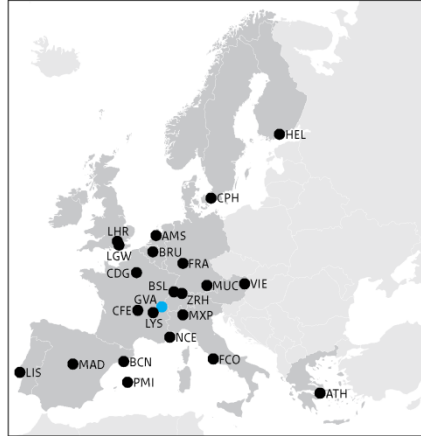 HEL
CPH
LHR
AMS
LGW
BRU
FRA
CDG
BSL
MUC
VIE
GVA
ZRH
CFE
LYS
MXP
NCE
FCO
BCN
MAD
LIS
PMI
ATH